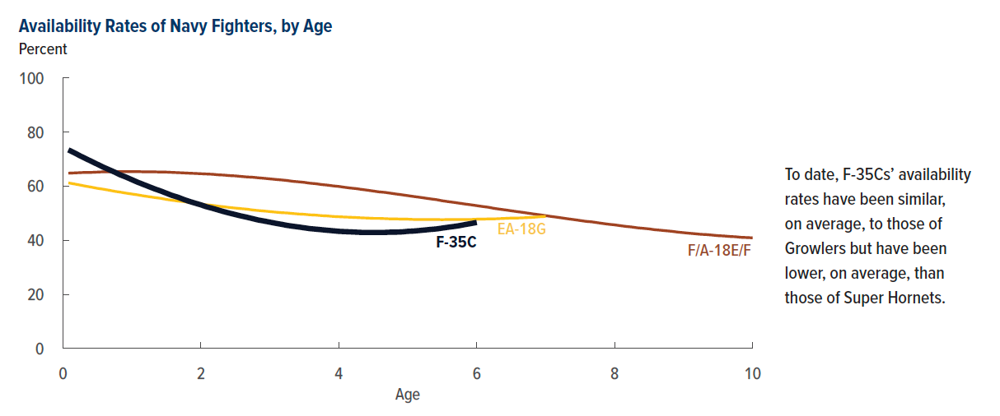 Availability Rates of Navy Fighters, by Age
Percent
100
80
60
40
20
0
EA-18G
F-35C
F/A-18E/F
0 2 4 6 8 10
Age
To date, F-35Cs’ availability
rates have been similar,
on average, to those of
Growlers but have been
lower, on average, than
those of Super Hornets.